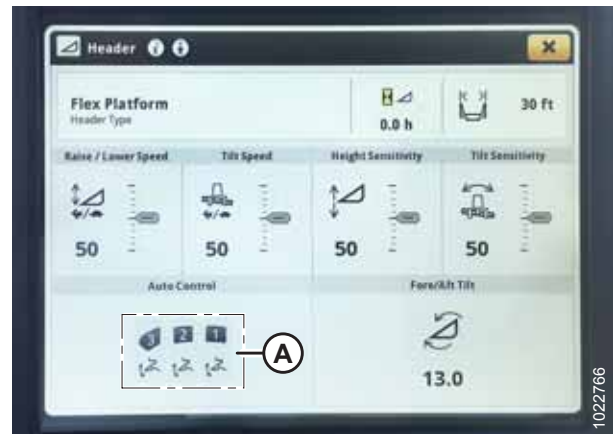 Header
Flex Platform
Header Type
0.0 h
30 ft
Raise / Lower Speed
Tilt Speed
Height Sensitivity
Tilt Sensitivity
50
50
50
50
Auto Control
Fore/Aft Tilt
3 2 1
A
13.0
1022766